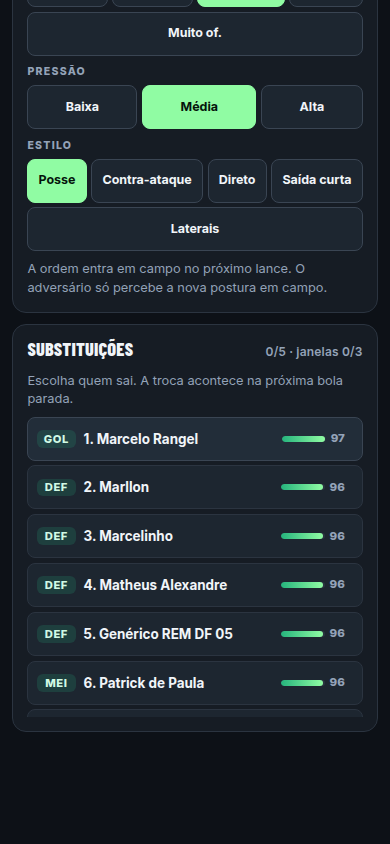 Muito of.
PRESSÃO
Baixa
Média
Alta
ESTILO
Posse
Contra-ataque
Direto
Saída curta
Laterais
A ordem entra em campo no próximo lance. O
adversário só percebe a nova postura em campo.
SUBSTITUIÇÕES
0/5 · janelas 0/3
Escolha quem sai. A troca acontece na próxima bola
parada.
GOL 1. Marcelo Rangel 97
DEF 2. Marllon 96
DEF 3. Marcelinho 96
DEF 4. Matheus Alexandre 96
DEF 5. Genérico REM DF 05 96
MEI 6. Patrick de Paula 96